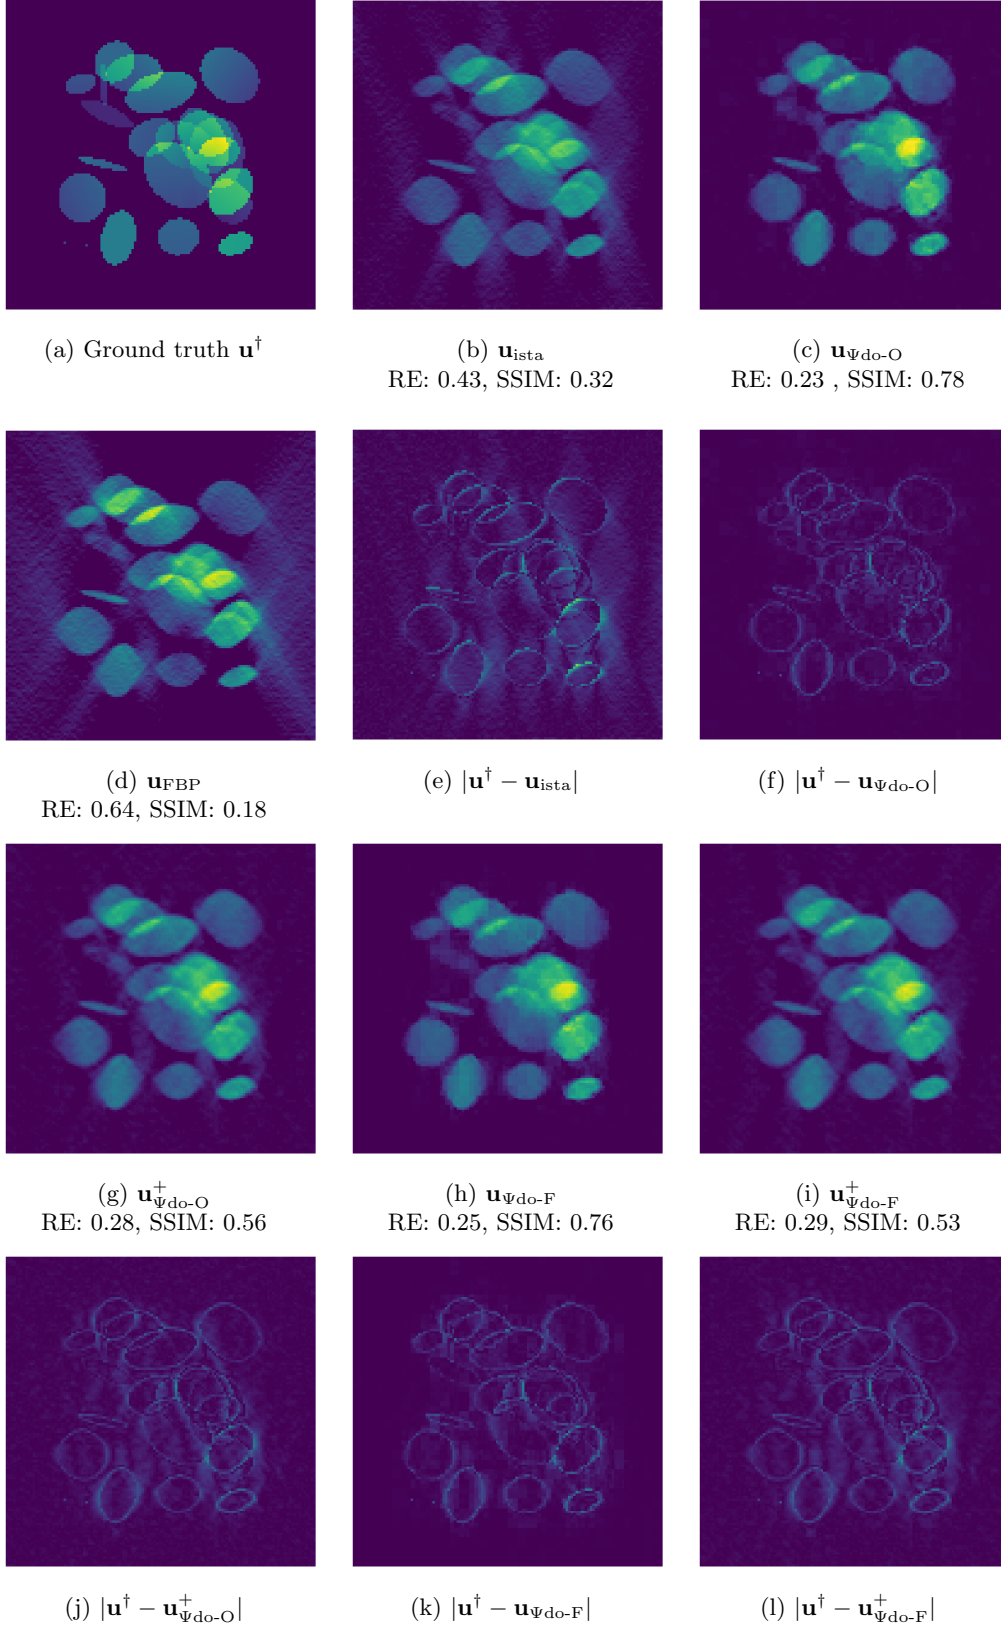 (a) Ground truth u†
(b) u_ista
RE: 0.43, SSIM: 0.32
(c) u_Ψdo-O
RE: 0.23 , SSIM: 0.78
(d) u_FBP
RE: 0.64, SSIM: 0.18
(e) |u† − u_ista|
(f) |u† − u_Ψdo-O|
(g) u⁺_Ψdo-O
RE: 0.28, SSIM: 0.56
(h) u_Ψdo-F
RE: 0.25, SSIM: 0.76
(i) u⁺_Ψdo-F
RE: 0.29, SSIM: 0.53
(j) |u† − u⁺_Ψdo-O|
(k) |u† − u_Ψdo-F|
(l) |u† − u⁺_Ψdo-F|